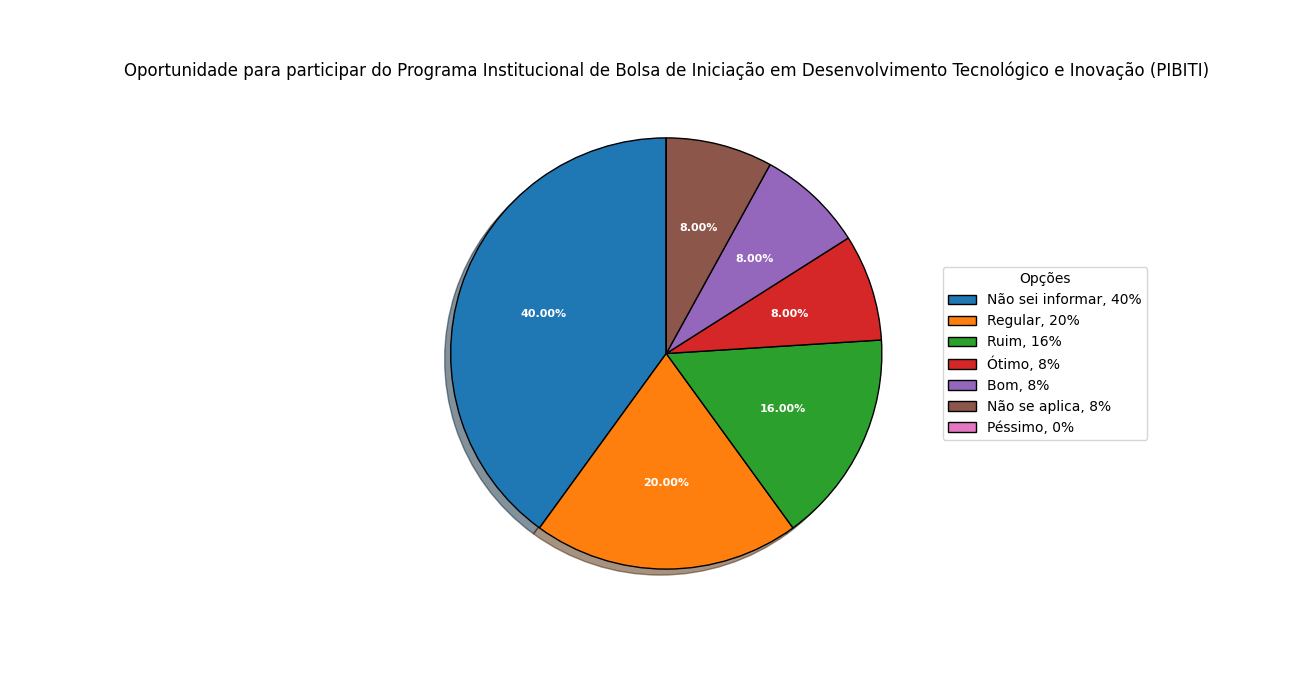 Oportunidade para participar do Programa Institucional de Bolsa de Iniciação em Desenvolvimento Tecnológico e Inovação (PIBITI)
8.00%
8.00%
8.00%
40.00%
16.00%
20.00%
Opções
Não sei informar, 40%
Regular, 20%
Ruim, 16%
Ótimo, 8%
Bom, 8%
Não se aplica, 8%
Péssimo, 0%